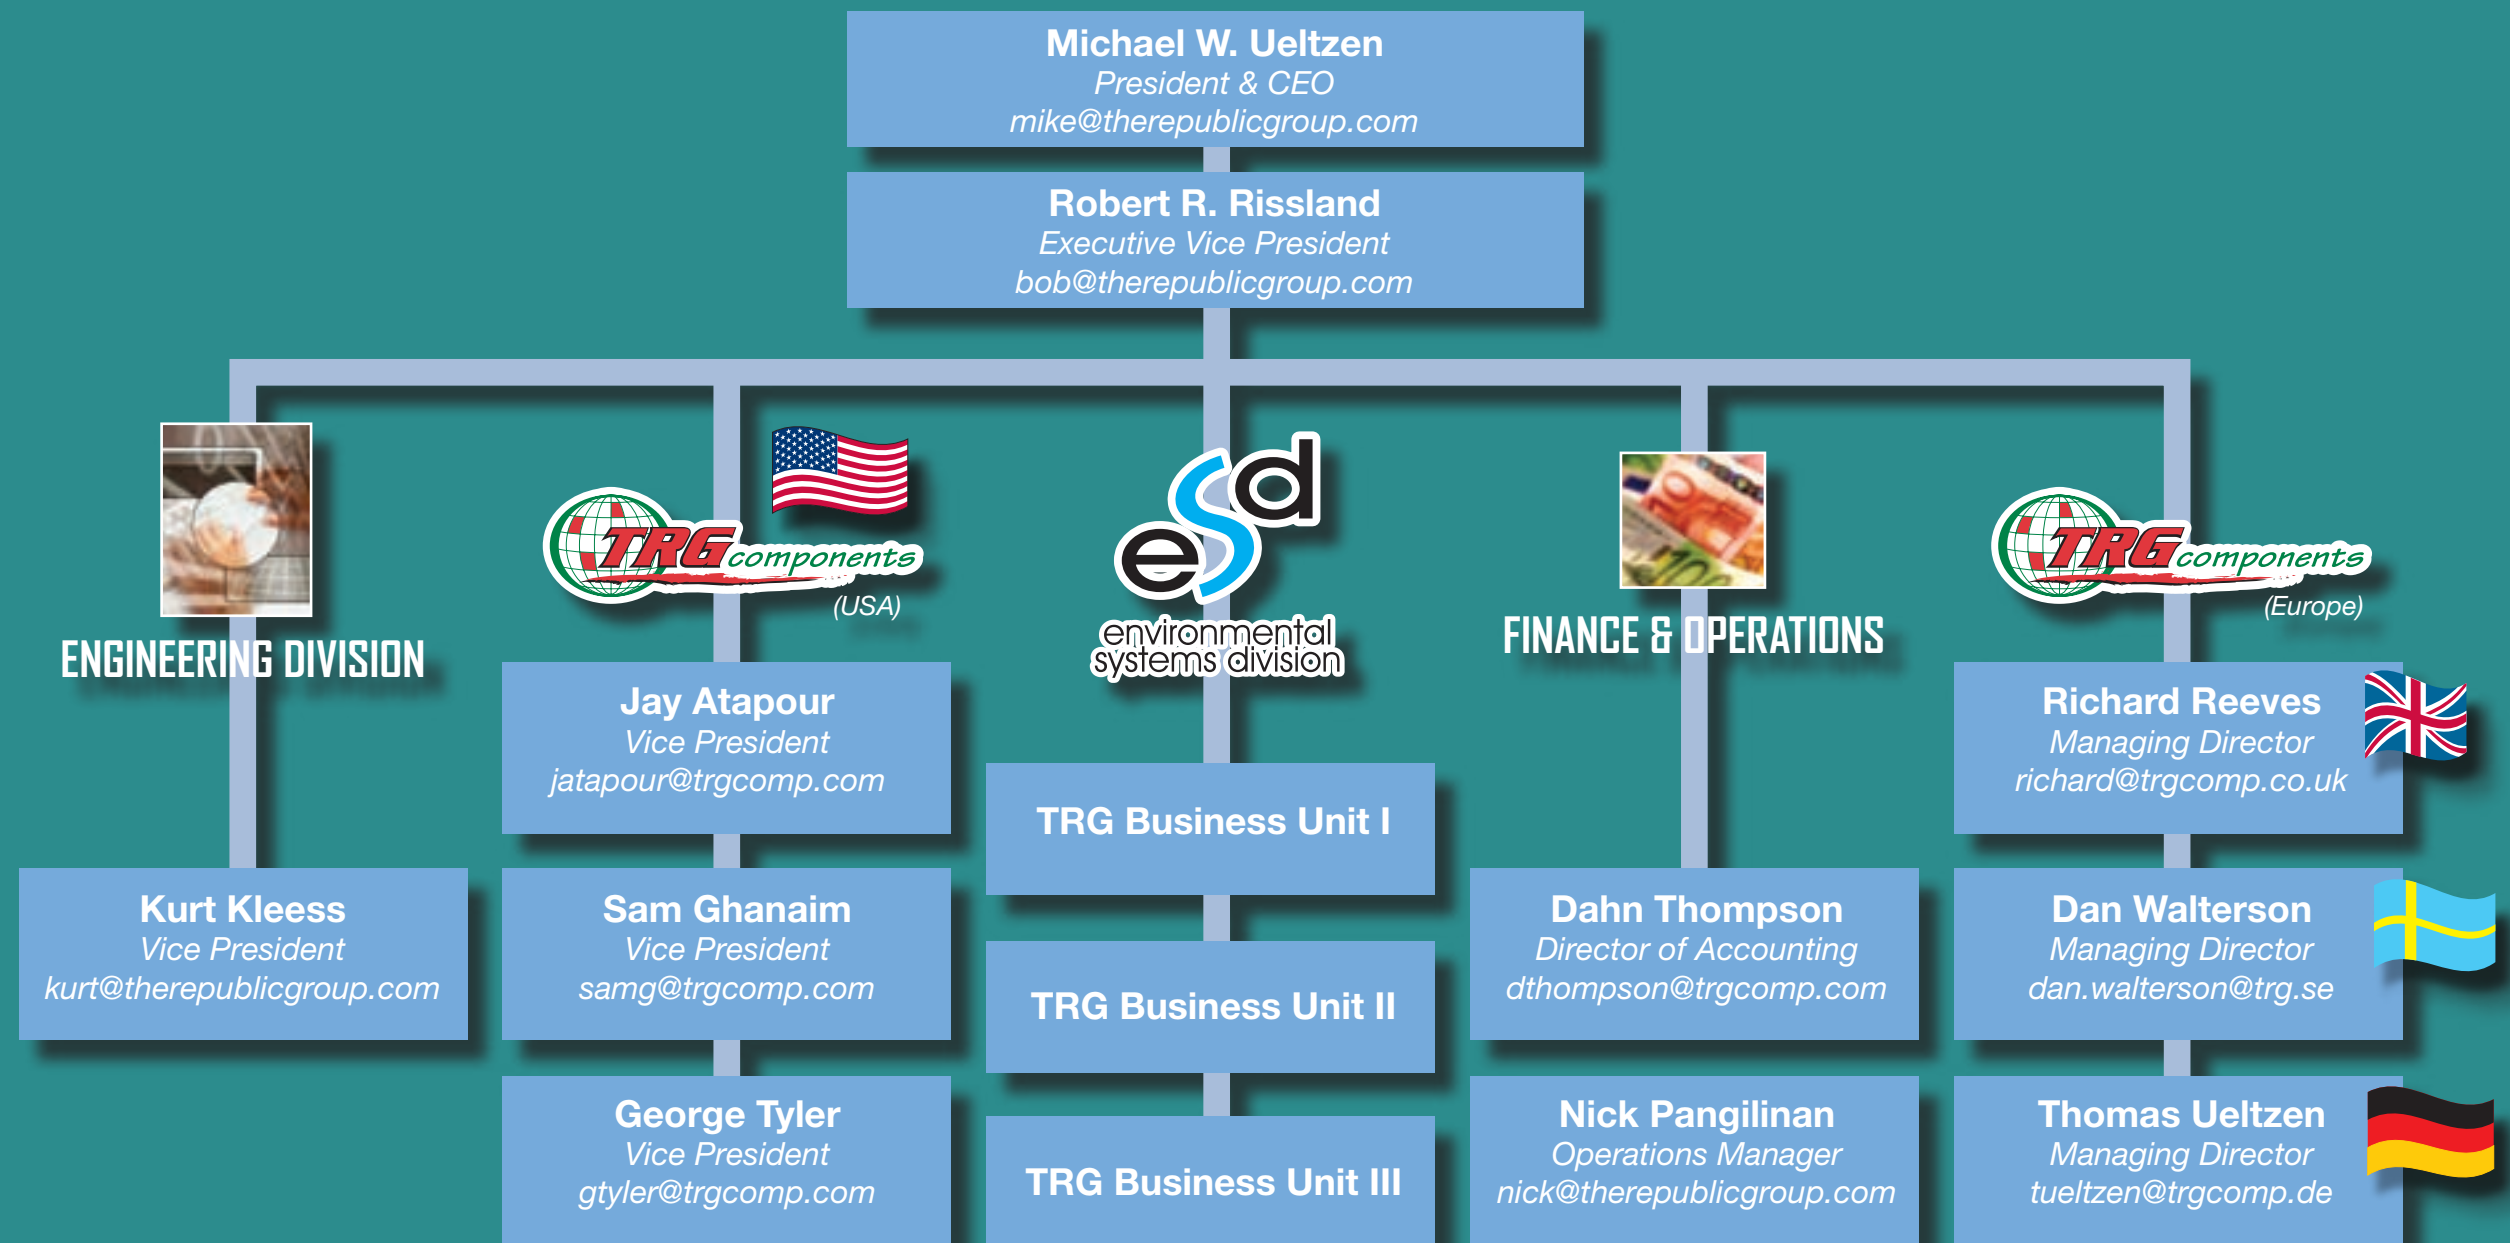 Michael W. Ueltzen
President & CEO
mike@therepublicgroup.com
Robert R. Rissland
Executive Vice President
bob@therepublicgroup.com
ENGINEERING DIVISION
Kurt Kleess
Vice President
kurt@therepublicgroup.com
TRG components
(USA)
Jay Atapour
Vice President
jatapour@trgcomp.com
Sam Ghanaim
Vice President
samg@trgcomp.com
George Tyler
Vice President
gtyler@trgcomp.com
esd
environmental
systems division
TRG Business Unit I
TRG Business Unit II
TRG Business Unit III
FINANCE & OPERATIONS
Dahn Thompson
Director of Accounting
dthompson@trgcomp.com
Nick Pangilinan
Operations Manager
nick@therepublicgroup.com
TRG components
(Europe)
Richard Reeves
Managing Director
richard@trgcomp.co.uk
Dan Walterson
Managing Director
dan.walterson@trg.se
Thomas Ueltzen
Managing Director
tueltzen@trgcomp.de